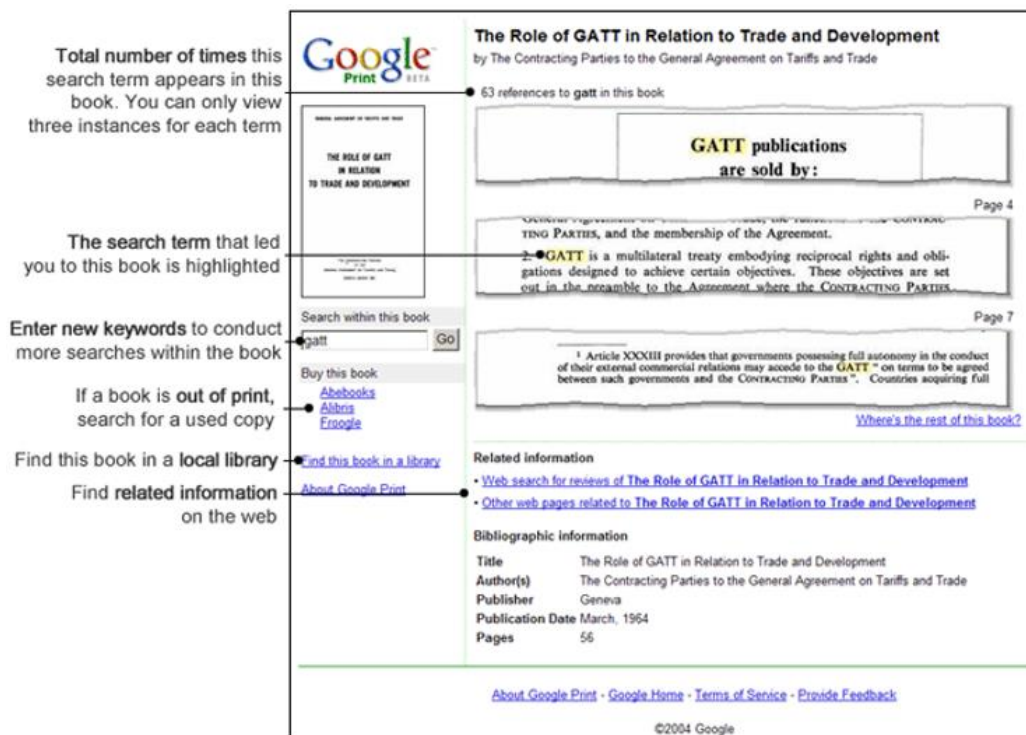 Total number of times this
search term appears in this
book. You can only view
three instances for each term
The search term that led
you to this book is highlighted
Enter new keywords to conduct
more searches within the book
If a book is out of print,
search for a used copy
Find this book in a local library
Find related information
on the web
Google
Print BETA
THE ROLE OF GATT
IN RELATION
TO TRADE AND DEVELOPMENT
Search within this book
gatt Go
Buy this book
Abebooks
Alibris
Froogle
Find this book in a library
About Google Print
The Role of GATT in Relation to Trade and Development
by The Contracting Parties to the General Agreement on Tariffs and Trade
63 references to gatt in this book
GATT publications
are sold by:
Page 4
TING PARTIES, and the membership of the Agreement.
2. GATT is a multilateral treaty embodying reciprocal rights and obli-
gations designed to achieve certain objectives. These objectives are set
out in the preamble to the Agreement where the CONTRACTING PARTIES
Page 7
1 Article XXXIII provides that governments possessing full autonomy in the conduct
of their external commercial relations may accede to the GATT " on terms to be agreed
between such governments and the CONTRACTING PARTIES ". Countries acquiring full
Where's the rest of this book?
Related information
• Web search for reviews of The Role of GATT in Relation to Trade and Development
• Other web pages related to The Role of GATT in Relation to Trade and Development
Bibliographic information
Title The Role of GATT in Relation to Trade and Development
Author(s) The Contracting Parties to the General Agreement on Tariffs and Trade
Publisher Geneva
Publication Date March, 1964
Pages 56
About Google Print - Google Home - Terms of Service - Provide Feedback
©2004 Google